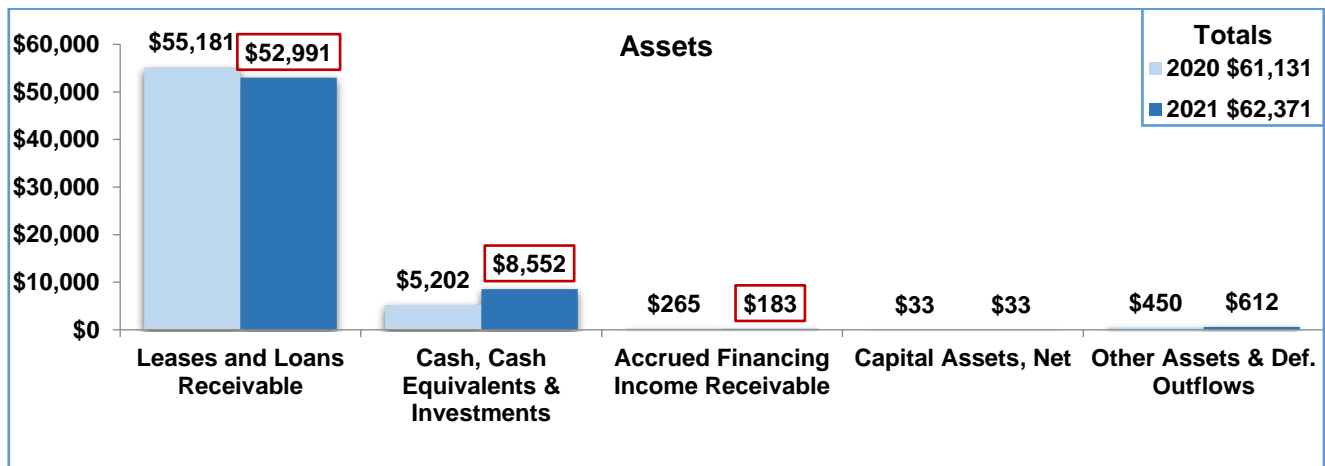 Assets
Totals
2020 $61,131
2021 $62,371
$60,000
$50,000
$40,000
$30,000
$20,000
$10,000
$0
$55,181
$52,991
$5,202
$8,552
$265
$183
$33
$33
$450
$612
Leases and Loans
Receivable
Cash, Cash
Equivalents &
Investments
Accrued Financing
Income Receivable
Capital Assets, Net
Other Assets & Def.
Outflows